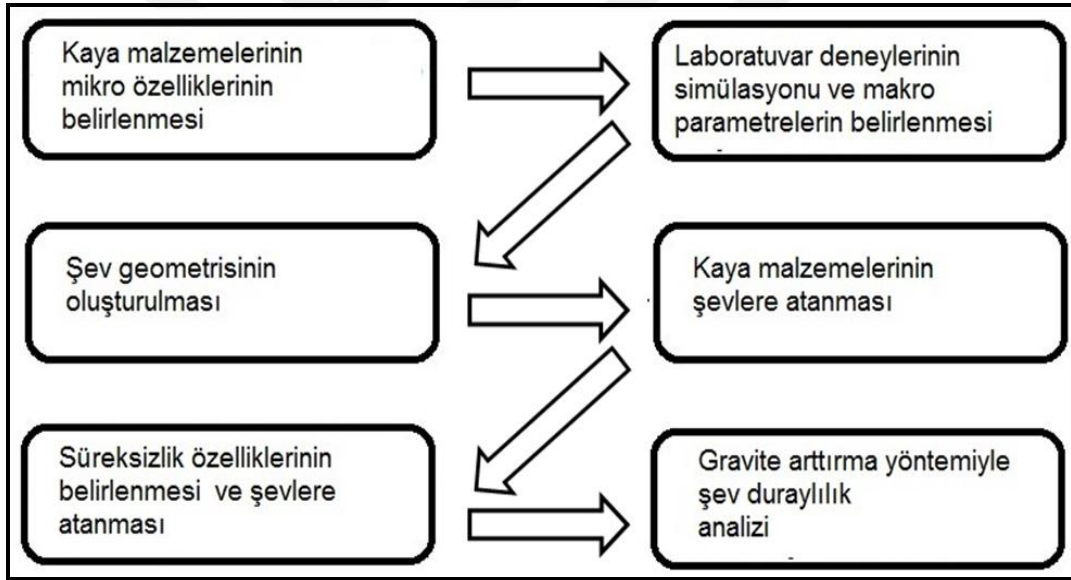 Kaya malzemelerinin
mikro özelliklerinin
belirlenmesi
Laboratuvar deneylerinin
simülasyonu ve makro
parametrelerin belirlenmesi
Şev geometrisinin
oluşturulması
Kaya malzemelerinin
şevlere atanması
Süreksizlik özelliklerinin
belirlenmesi ve şevlere
atanması
Gravite arttırma yöntemiyle
şev duraylılık
analizi